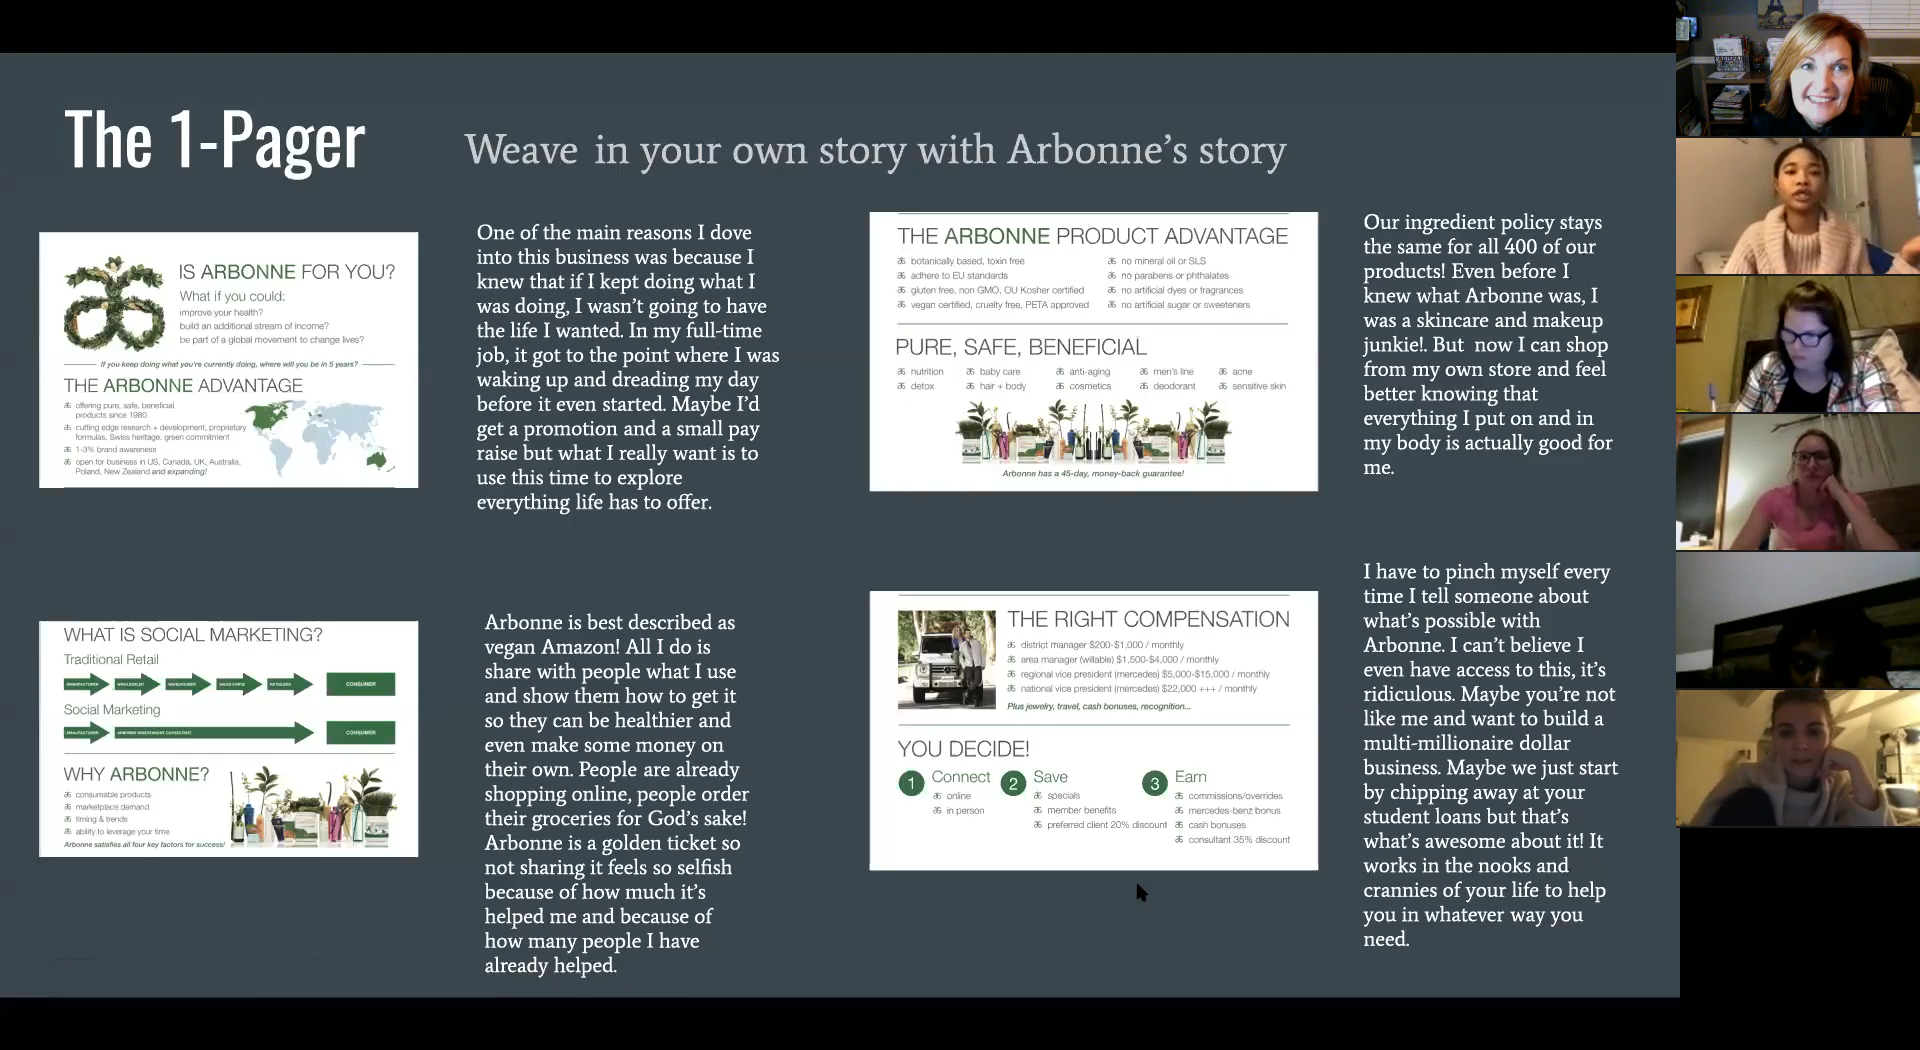 The 1-Pager
Weave in your own story with Arbonne's story
IS ARBONNE FOR YOU?
What if you could:
improve your health?
build an additional stream of income?
be part of a global movement to change lives?
If you keep doing what you're currently doing, where will you be in 5 years?
THE ARBONNE ADVANTAGE
offering pure, safe, beneficial
products since 1980
cutting edge research + development, proprietary
formulas, Swiss heritage, green commitment!
1-3% brand awareness
open for business in US, Canada, UK, Australia,
Poland, New Zealand and expanding!
One of the main reasons I dove
into this business was because I
knew that if I kept doing what I
was doing, I wasn't going to have
the life I wanted. In my full-time
job, it got to the point where I was
waking up and dreading my day
before it even started. Maybe I'd
get a promotion and a small pay
raise but what I really want is to
use this time to explore
everything life has to offer.
THE ARBONNE PRODUCT ADVANTAGE
botanically based, toxin free
adhere to EU standards
gluten free, non GMO, OU Kosher certified
vegan certified, cruelty free, PETA approved
no mineral oil or SLS
no parabens or phthalates
no artificial dyes or fragrances
no artificial sugar or sweeteners
PURE, SAFE, BENEFICIAL
nutrition baby care anti-aging men's line acne
detox hair + body cosmetics deodorant sensitive skin
Arbonne has a 45-day, money-back guarantee!
Our ingredient policy stays
the same for all 400 of our
products! Even before I
knew what Arbonne was, I
was a skincare and makeup
junkie!. But now I can shop
from my own store and feel
better knowing that
everything I put on and in
my body is actually good for
me.
WHAT IS SOCIAL MARKETING?
Traditional Retail
MANUFACTURER WHOLESALER WAREHOUSER SALES FORCE RETAILERS CONSUMER
Social Marketing
MANUFACTURER ARBONNE INDEPENDENT CONSULTANT CONSUMER
WHY ARBONNE?
consumable products
marketplace demand
timing & trends
ability to leverage your time
Arbonne satisfies all four key factors for success!
Arbonne is best described as
vegan Amazon! All I do is
share with people what I use
and show them how to get it
so they can be healthier and
even make some money on
their own. People are already
shopping online, people order
their groceries for God's sake!
Arbonne is a golden ticket so
not sharing it feels so selfish
because of how much it's
helped me and because of
how many people I have
already helped.
THE RIGHT COMPENSATION
district manager $200-$1,000 / monthly
area manager (willable) $1,500-$4,000 / monthly
regional vice president (mercedes) $5,000-$15,000 / monthly
national vice president (mercedes) $22,000 +++ / monthly
Plus jewelry, travel, cash bonuses, recognition...
YOU DECIDE!
1 Connect
online
in person
2 Save
specials
member benefits
preferred client 20% discount
3 Earn
commissions/overrides
mercedes-benz bonus
cash bonuses
consultant 35% discount
I have to pinch myself every
time I tell someone about
what's possible with
Arbonne. I can't believe I
even have access to this, it's
ridiculous. Maybe you're not
like me and want to build a
multi-millionaire dollar
business. Maybe we just start
by chipping away at your
student loans but that's
what's awesome about it! It
works in the nooks and
crannies of your life to help
you in whatever way you
need.